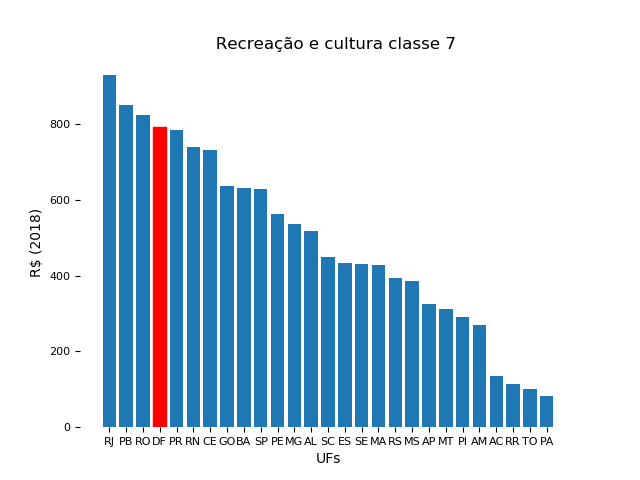 Recreação e cultura classe 7
R$ (2018)
800
600
400
200
0
RJ PB RO DF PR RN CE GO BA SP PE MG AL SC ES SE MA RS MS AP MT PI AM AC RR TO PA
UFs